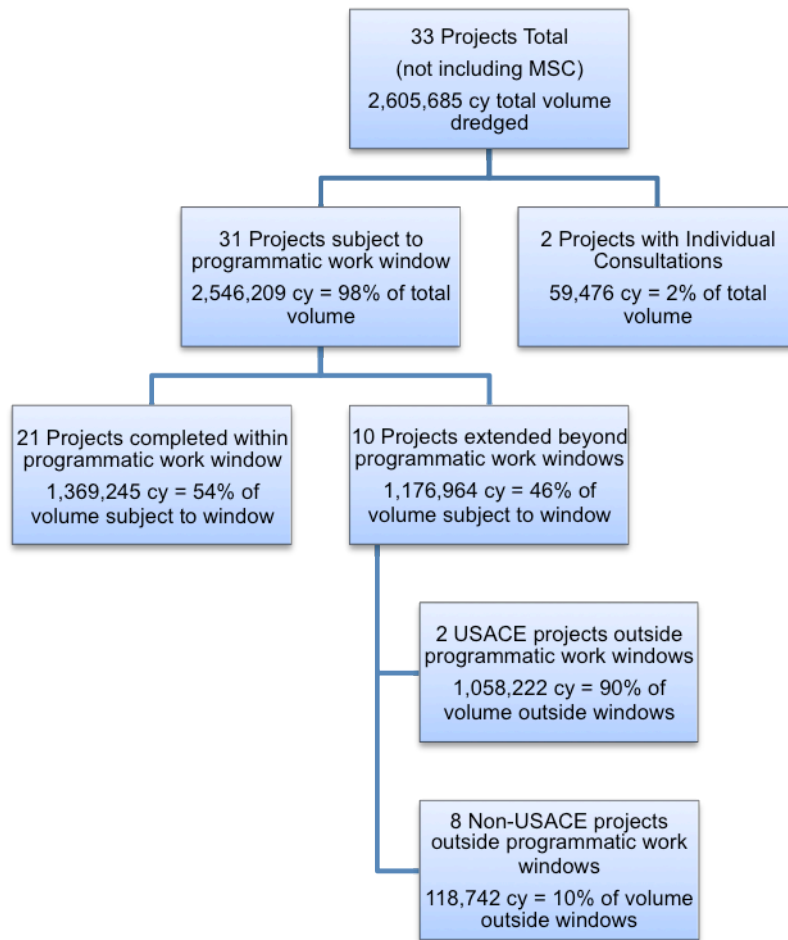 33 Projects Total
(not including MSC)
2,605,685 cy total volume
dredged
31 Projects subject to
programmatic work window
2,546,209 cy = 98% of total
volume
2 Projects with Individual
Consultations
59,476 cy = 2% of total
volume
21 Projects completed within
programmatic work window
1,369,245 cy = 54% of
volume subject to window
10 Projects extended beyond
programmatic work windows
1,176,964 cy = 46% of
volume subject to window
2 USACE projects outside
programmatic work windows
1,058,222 cy = 90% of
volume outside windows
8 Non-USACE projects
outside programmatic work
windows
118,742 cy = 10% of volume
outside windows